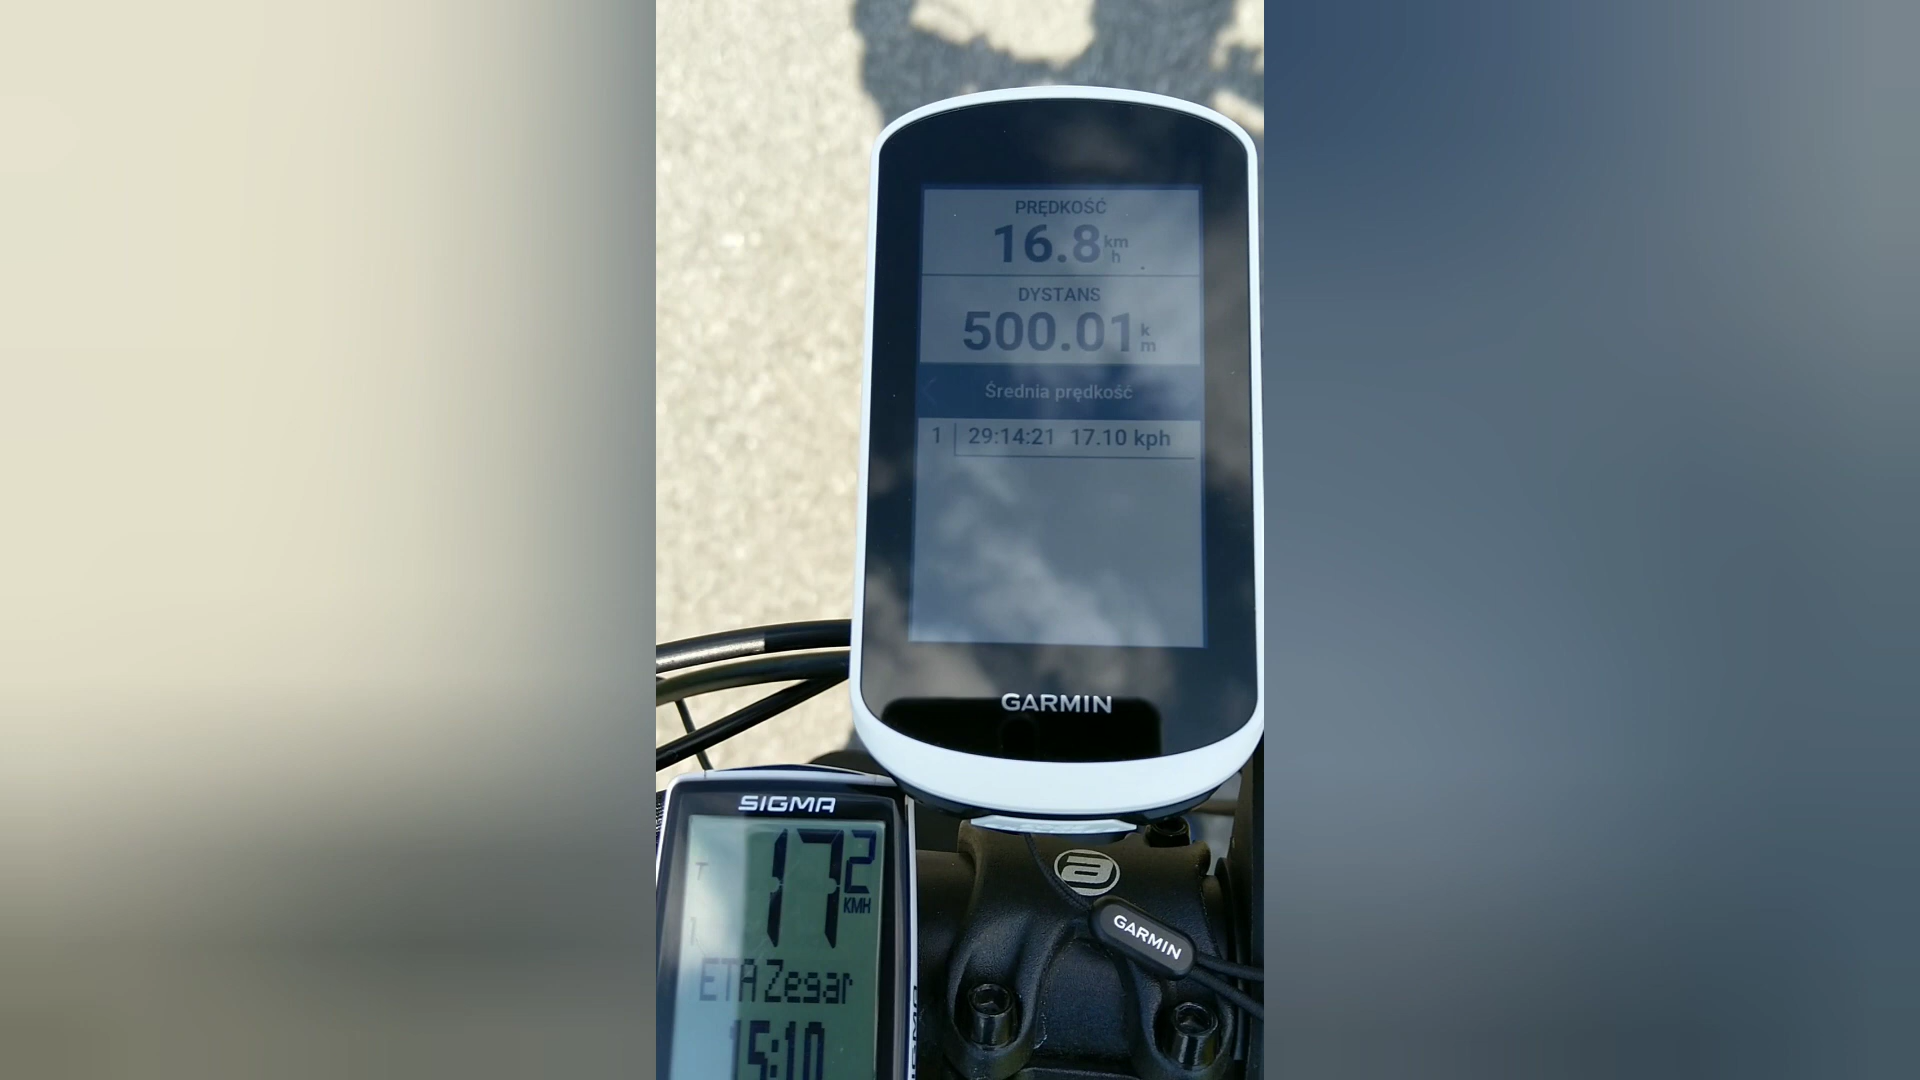 PRĘDKOŚĆ
16.8 km h
DYSTANS
500.01 k m
Średnia prędkość
1 29:14:21 17.10 kph
GARMIN
SIGMA
17 2
KMH
GARMIN
ETA Zegar
15:10